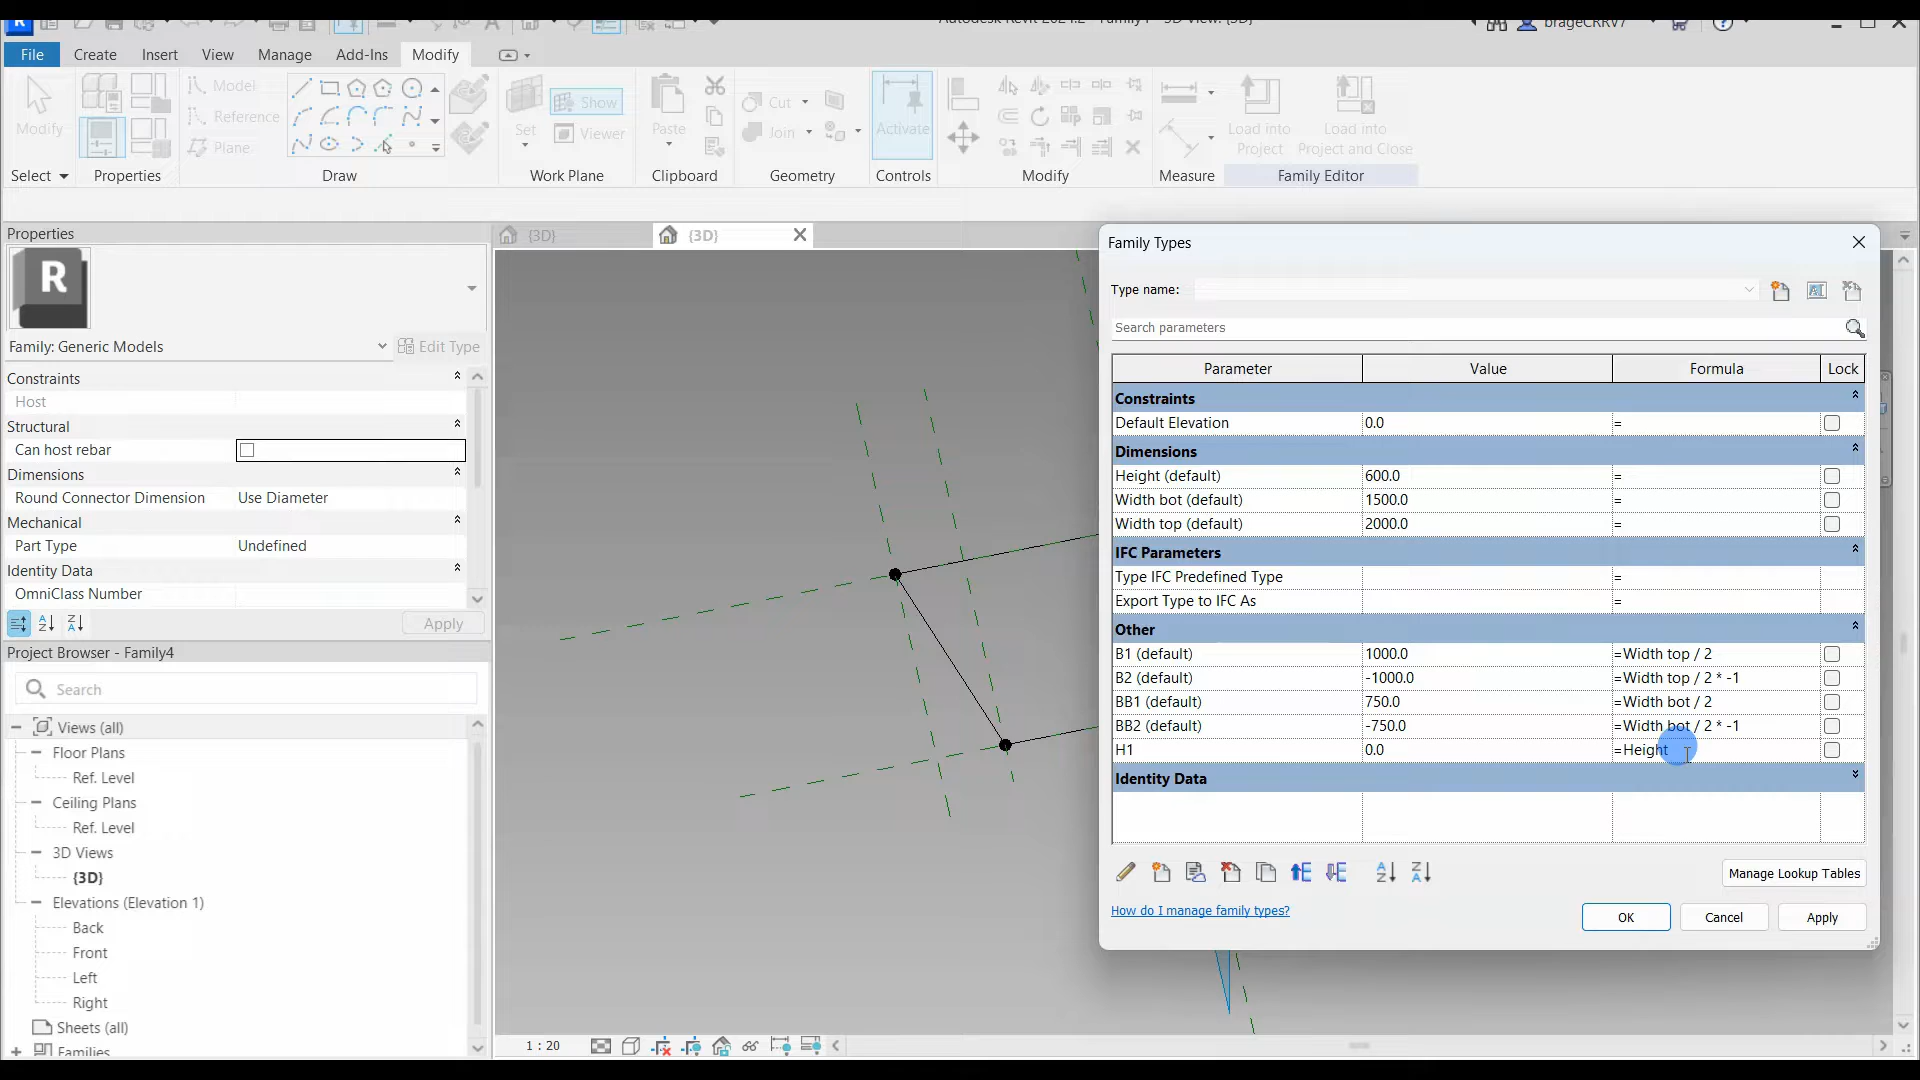 Autodesk Revit 2024.2 - Family4 - 3D View: {3D}
brageCRRV7
File Create Insert View Manage Add-Ins Modify
Model
Reference
Plane
Modify
Set
Show
Viewer
Paste
Cut
Join
Activate
Load into
Project
Load into
Project and Close
Select Properties Draw Work Plane Clipboard Geometry Controls Modify Measure Family Editor
Properties
{3D} {3D}
R
Family: Generic Models Edit Type
Constraints
Host
Structural
Can host rebar
Dimensions
Round Connector Dimension Use Diameter
Mechanical
Part Type Undefined
Identity Data
OmniClass Number
Apply
Project Browser - Family4
Search
Views (all)
Floor Plans
Ref. Level
Ceiling Plans
Ref. Level
3D Views
{3D}
Elevations (Elevation 1)
Back
Front
Left
Right
Sheets (all)
Families
1 : 20
Family Types
Type name:
Search parameters
Parameter Value Formula Lock
Constraints
Default Elevation 0.0 =
Dimensions
Height (default) 600.0 =
Width bot (default) 1500.0 =
Width top (default) 2000.0 =
IFC Parameters
Type IFC Predefined Type =
Export Type to IFC As =
Other
B1 (default) 1000.0 =Width top / 2
B2 (default) -1000.0 =Width top / 2 * -1
BB1 (default) 750.0 =Width bot / 2
BB2 (default) -750.0 =Width bot / 2 * -1
H1 0.0 =Height
Identity Data
Manage Lookup Tables
How do I manage family types?
OK Cancel Apply